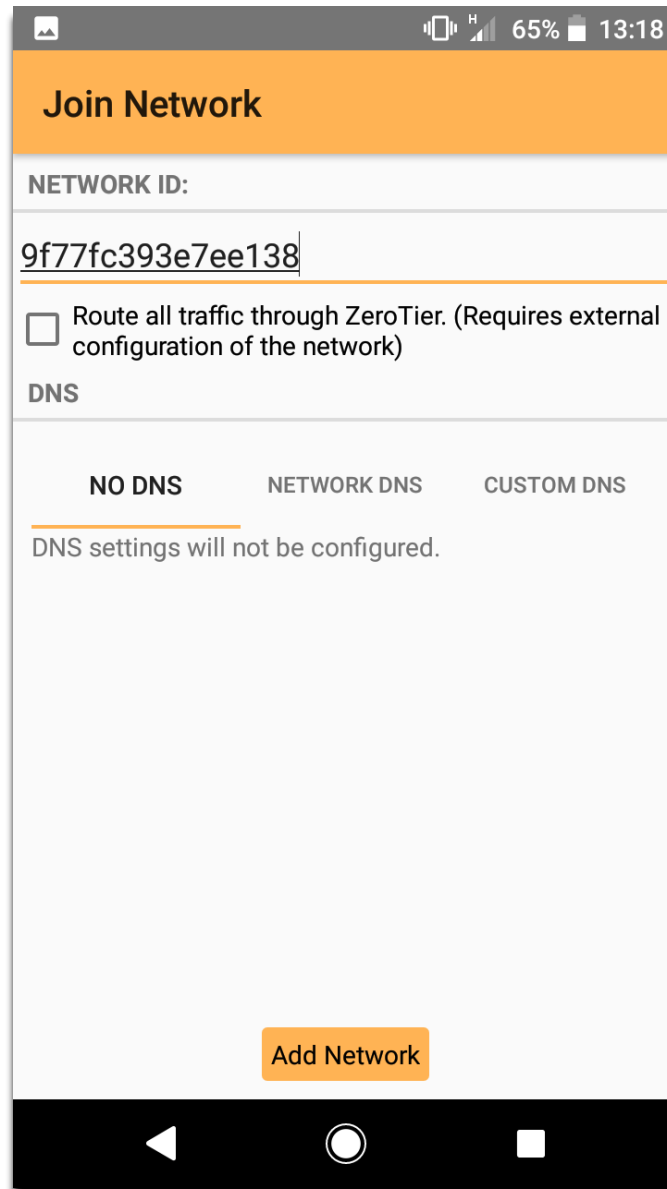 H 65% 13:18
Join Network
NETWORK ID:
9f77fc393e7ee138
Route all traffic through ZeroTier. (Requires external
configuration of the network)
DNS
NO DNS NETWORK DNS CUSTOM DNS
DNS settings will not be configured.
Add Network